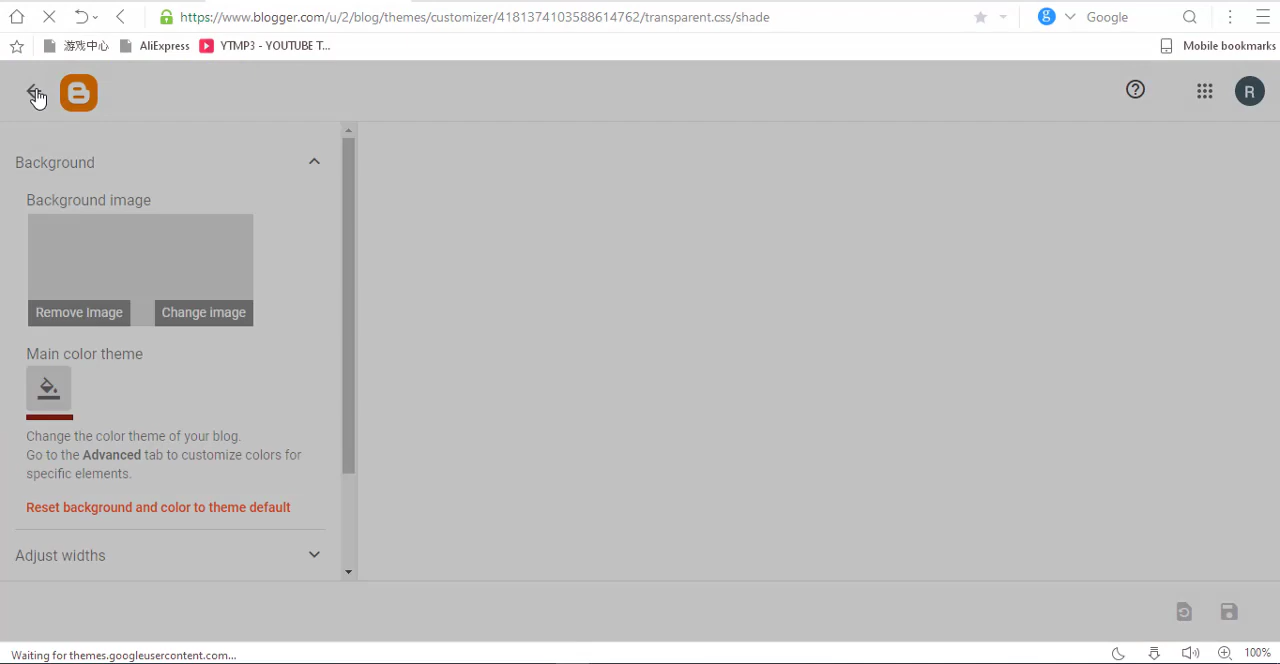 https://www.blogger.com/u/2/blog/themes/customizer/4181374103588614762/transparent.css/shade
g
Google
游戏中心
AliExpress
YTMP3 - YOUTUBE T...
Mobile bookmarks
R
Background
Background image
Remove Image
Change image
Main color theme
Change the color theme of your blog.
Go to the Advanced tab to customize colors for
specific elements.
Reset background and color to theme default
Adjust widths
Waiting for themes.googleusercontent.com...
100%